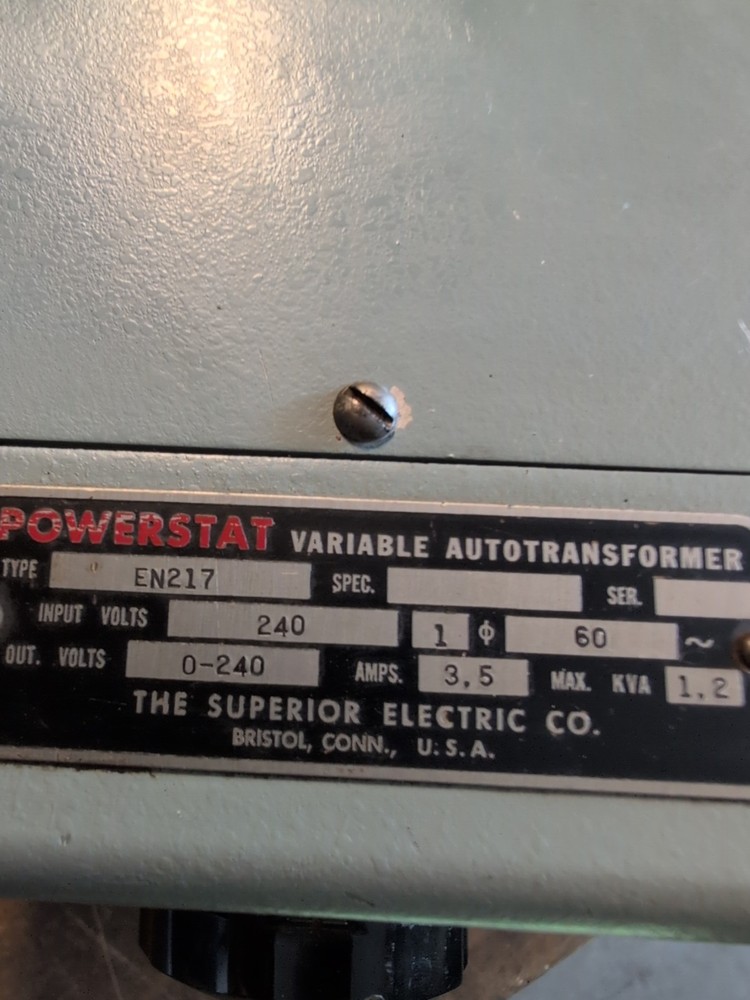 POWERSTAT VARIABLE AUTOTRANSFORMER
TYPE EN217 SPEC. SER.
INPUT VOLTS 240 1 ϕ 60 ~
OUT. VOLTS 0-240 AMPS. 3.5 MAX. KVA 1.2
THE SUPERIOR ELECTRIC CO.
BRISTOL, CONN., U.S.A.